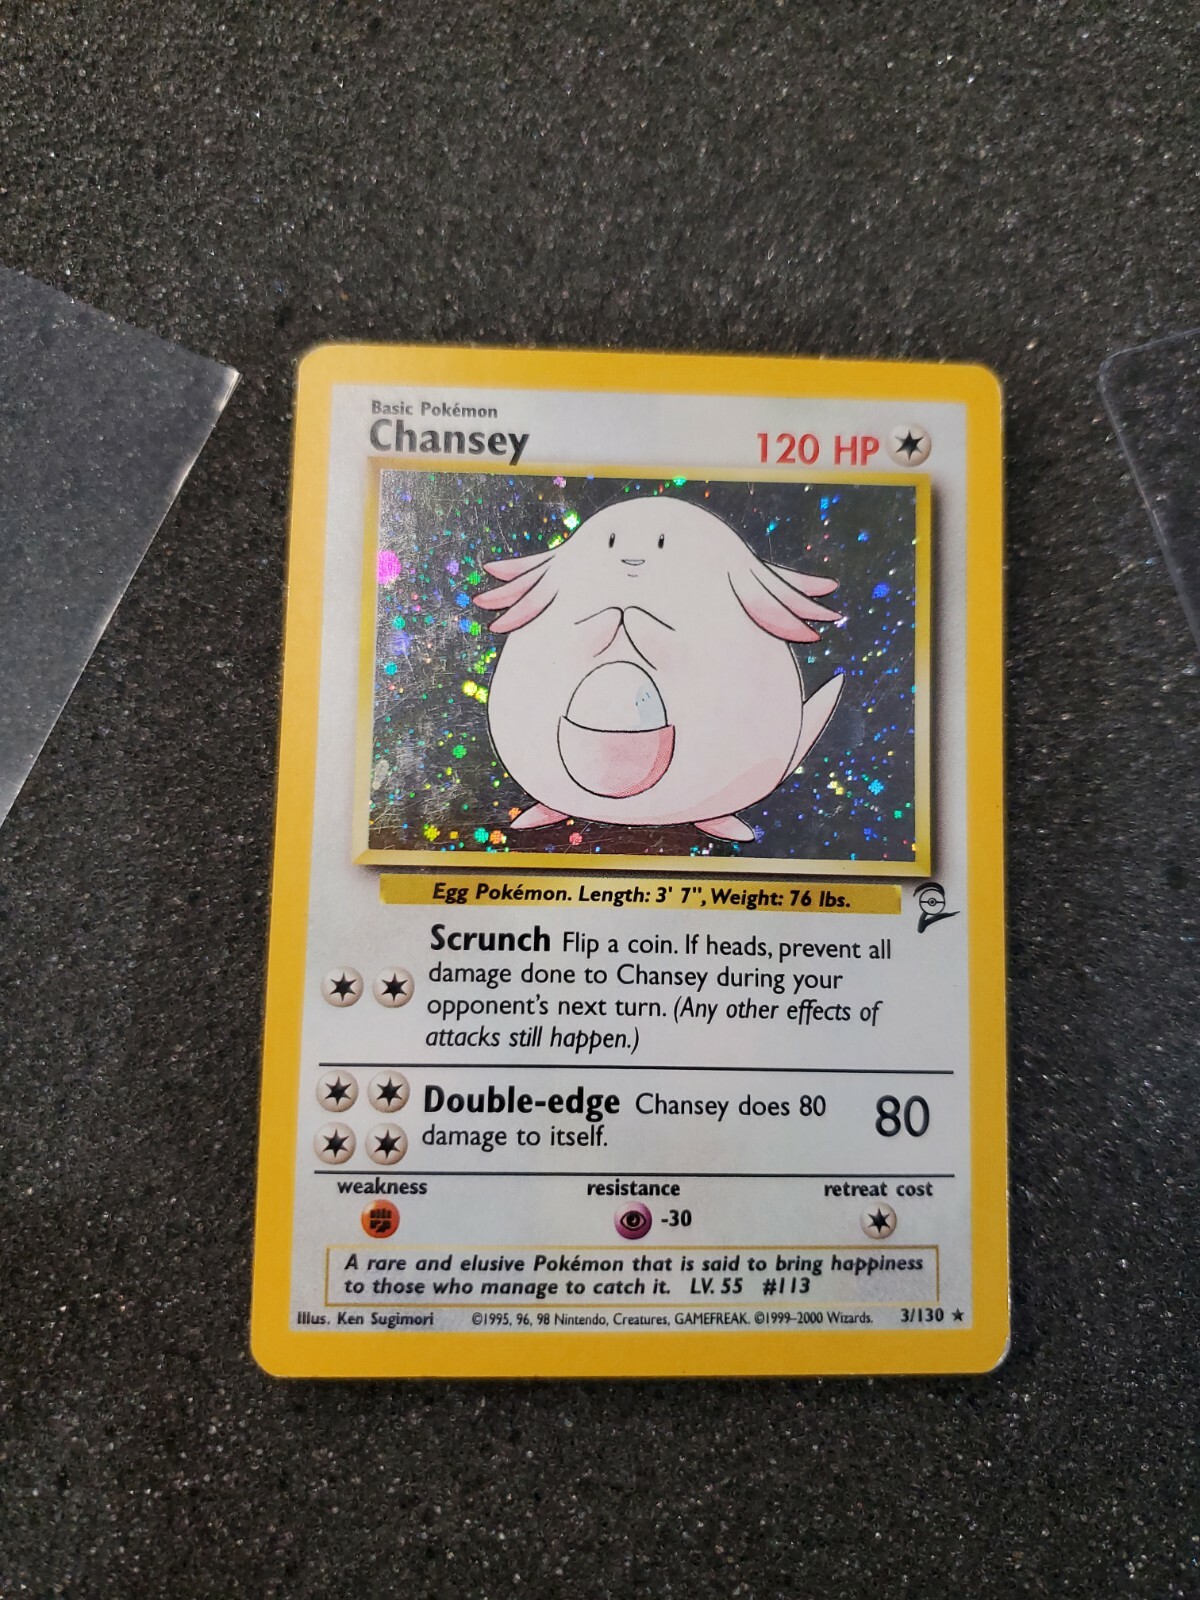 Basic Pokémon
Chansey 120 HP
Egg Pokémon. Length: 3' 7", Weight: 76 lbs.
Scrunch Flip a coin. If heads, prevent all
damage done to Chansey during your
opponent's next turn. (Any other effects of
attacks still happen.)
Double-edge Chansey does 80 80
damage to itself.
weakness resistance retreat cost
-30
A rare and elusive Pokémon that is said to bring happiness
to those who manage to catch it. LV. 55 #113
Illus. Ken Sugimori ©1995, 96, 98 Nintendo, Creatures, GAMEFREAK. ©1999–2000 Wizards. 3/130 ★